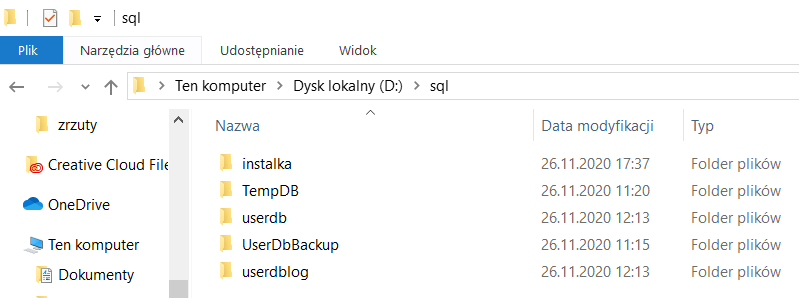 sql
Plik Narzędzia główne Udostępnianie Widok
Ten komputer Dysk lokalny (D:) sql
Nazwa Data modyfikacji Typ
zrzuty
Creative Cloud File
OneDrive
Ten komputer
Dokumenty
instalka 26.11.2020 17:37 Folder plików
TempDB 26.11.2020 11:20 Folder plików
userdb 26.11.2020 12:13 Folder plików
UserDbBackup 26.11.2020 11:15 Folder plików
userdblog 26.11.2020 12:13 Folder plików